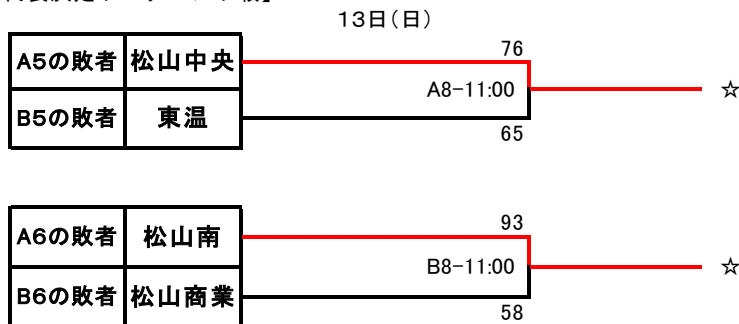 13日(日)
A5の敗者 松山中央 76
A8-11:00 ☆
B5の敗者 東温 65
A6の敗者 松山南 93
B8-11:00 ☆
B6の敗者 松山商業 58